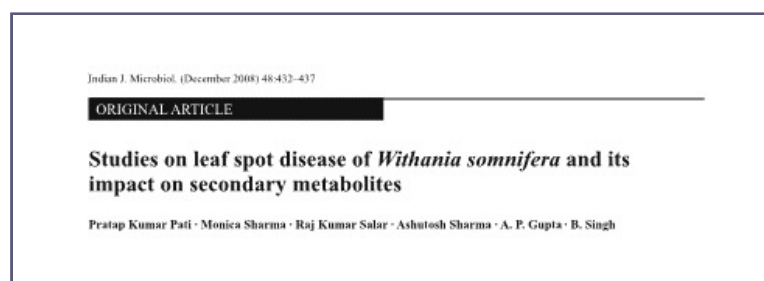 Indian J. Microbiol. (December 2008) 48:432–437
ORIGINAL ARTICLE
Studies on leaf spot disease of Withania somnifera and its
impact on secondary metabolites
Pratap Kumar Pati · Monica Sharma · Raj Kumar Salar · Ashutosh Sharma · A. P. Gupta · B. Singh